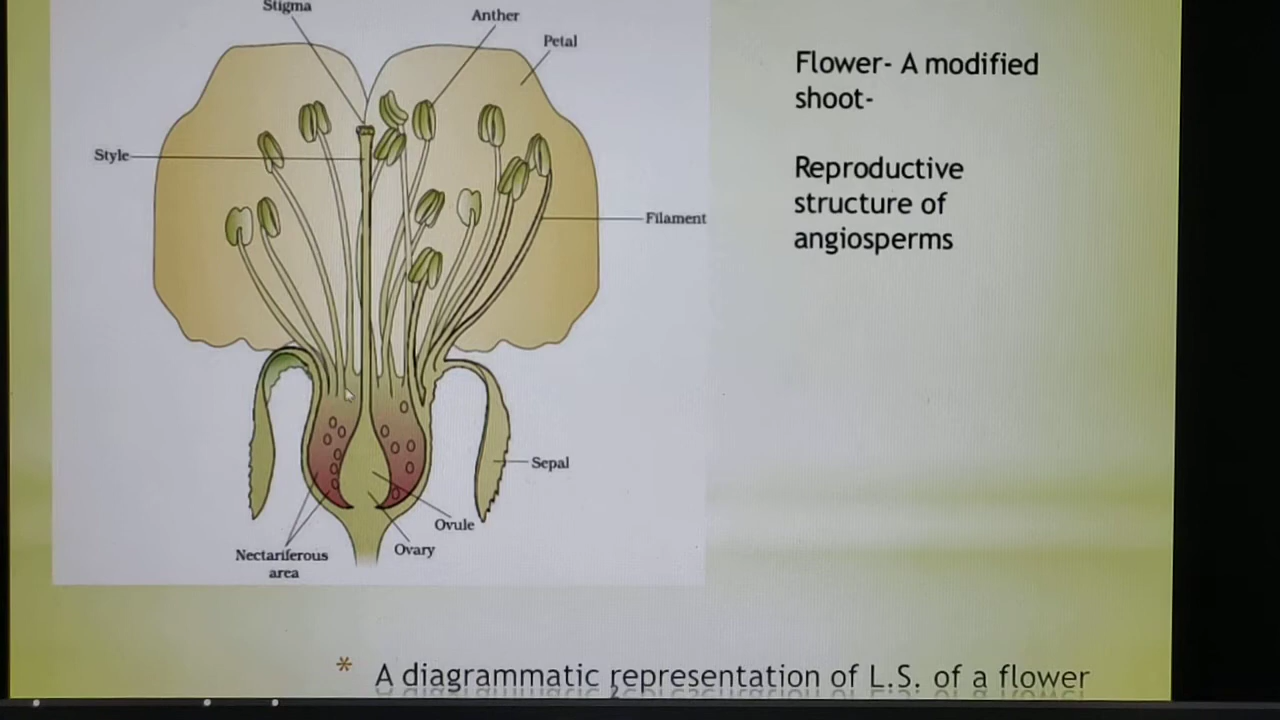 Stigma
Anther
Petal
Style
Filament
Sepal
Ovule
Ovary
Nectariferous
area
Flower- A modified
shoot-
Reproductive
structure of
angiosperms
* A diagrammatic representation of L.S. of a flower
2